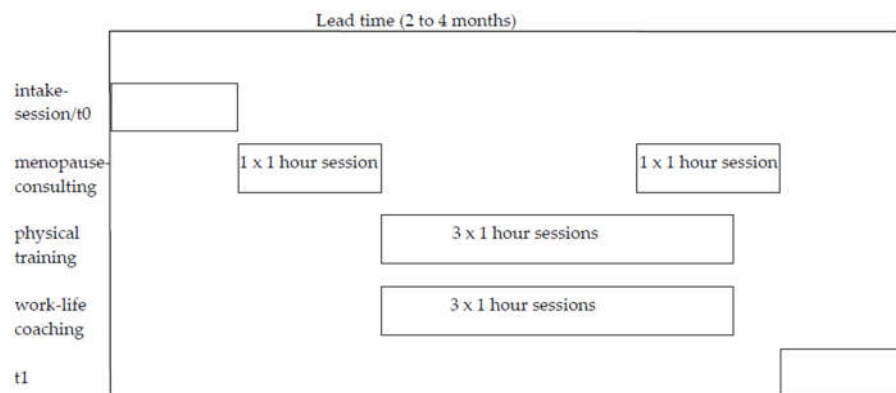 Lead time (2 to 4 months)
intake-
session/t0
menopause-
consulting
1 x 1 hour session
1 x 1 hour session
physical
training
3 x 1 hour sessions
work-life
coaching
3 x 1 hour sessions
t1